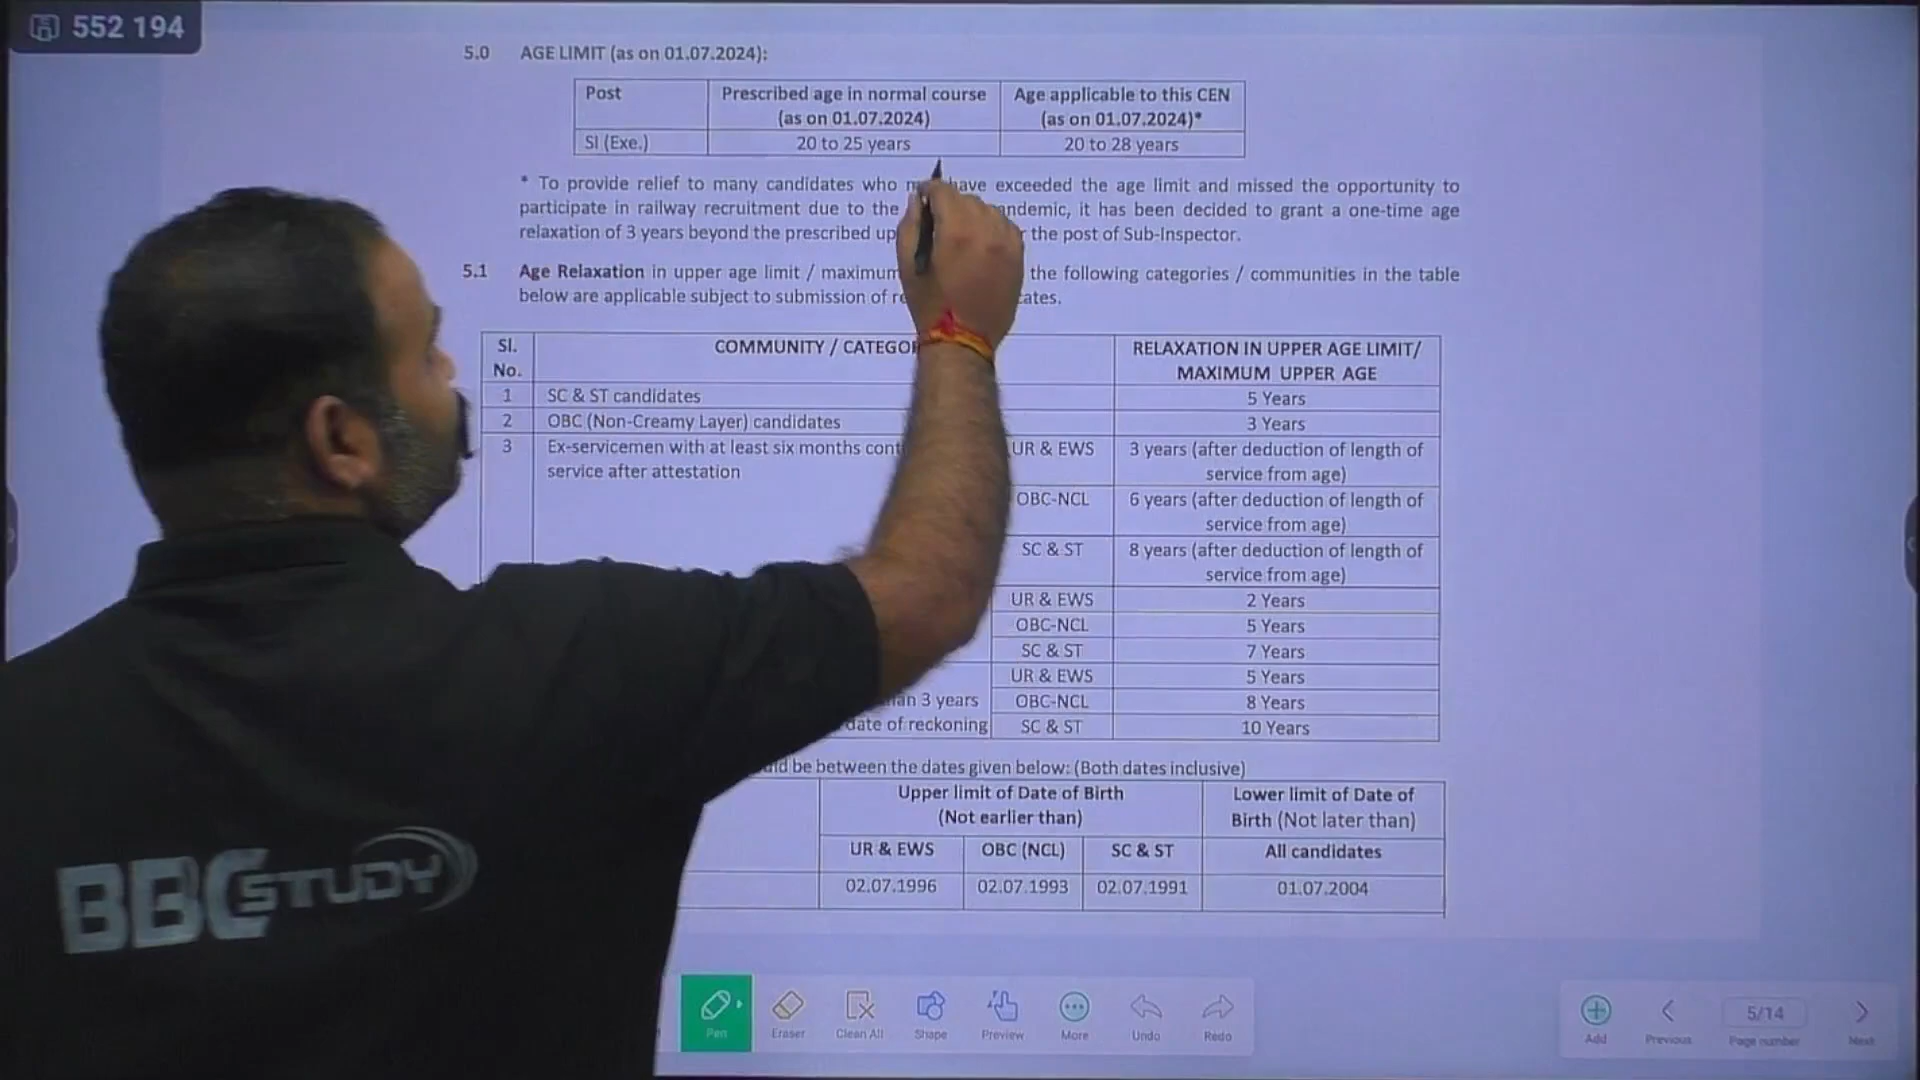 552 194
5.0 AGE LIMIT (as on 01.07.2024):
Post Prescribed age in normal course (as on 01.07.2024) Age applicable to this CEN (as on 01.07.2024)*
SI (Exe.) 20 to 25 years 20 to 28 years
* To provide relief to many candidates who have exceeded the age limit and missed the opportunity to
participate in railway recruitment due to the it has been decided to grant a one-time age
relaxation of 3 years beyond the prescribed the post of Sub-Inspector.
5.1 Age Relaxation in upper age limit / maximum the following categories / communities in the table
below are applicable subject to submission of
Sl. No. COMMUNITY / RELAXATION IN UPPER AGE LIMIT/ MAXIMUM UPPER AGE
1 SC & ST candidates 5 Years
2 OBC (Non-Creamy Layer) candidates 3 Years
3 Ex-servicemen with at least six months UR & EWS 3 years (after deduction of length of
service after attestation service from age)
OBC-NCL 6 years (after deduction of length of
service from age)
SC & ST 8 years (after deduction of length of
service from age)
UR & EWS 2 Years
OBC-NCL 5 Years
SC & ST 7 Years
UR & EWS 5 Years
3 years OBC-NCL 8 Years
date of reckoning SC & ST 10 Years
be between the dates given below: (Both dates inclusive)
Upper limit of Date of Birth Lower limit of Date of
(Not earlier than) Birth (Not later than)
UR & EWS OBC (NCL) SC & ST All candidates
02.07.1996 02.07.1993 02.07.1991 01.07.2004
BBC STUDY
Pen Eraser Clean All Shape Preview More Undo Redo
Add Previous 5/14 Page number Next